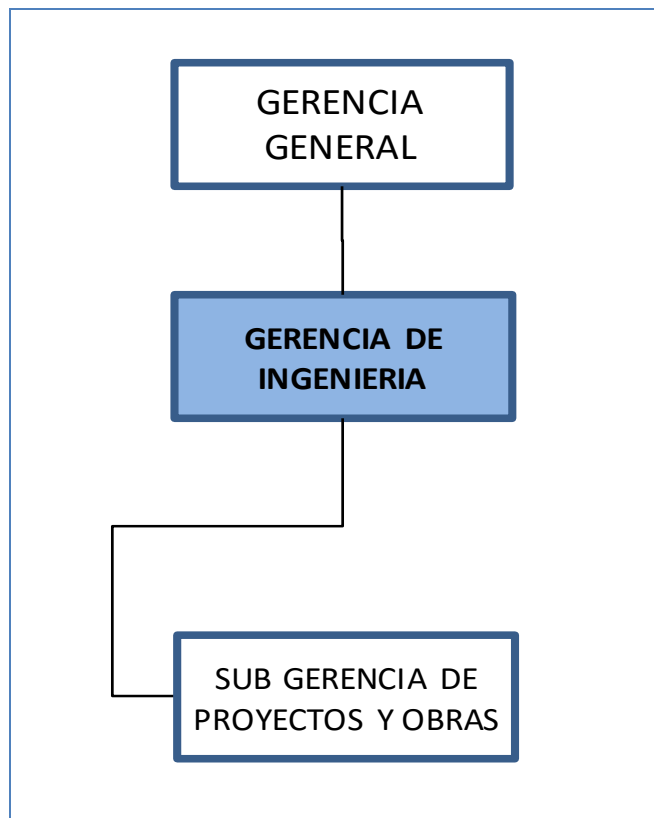 GERENCIA
GENERAL
GERENCIA DE
INGENIERIA
SUB GERENCIA DE
PROYECTOS Y OBRAS